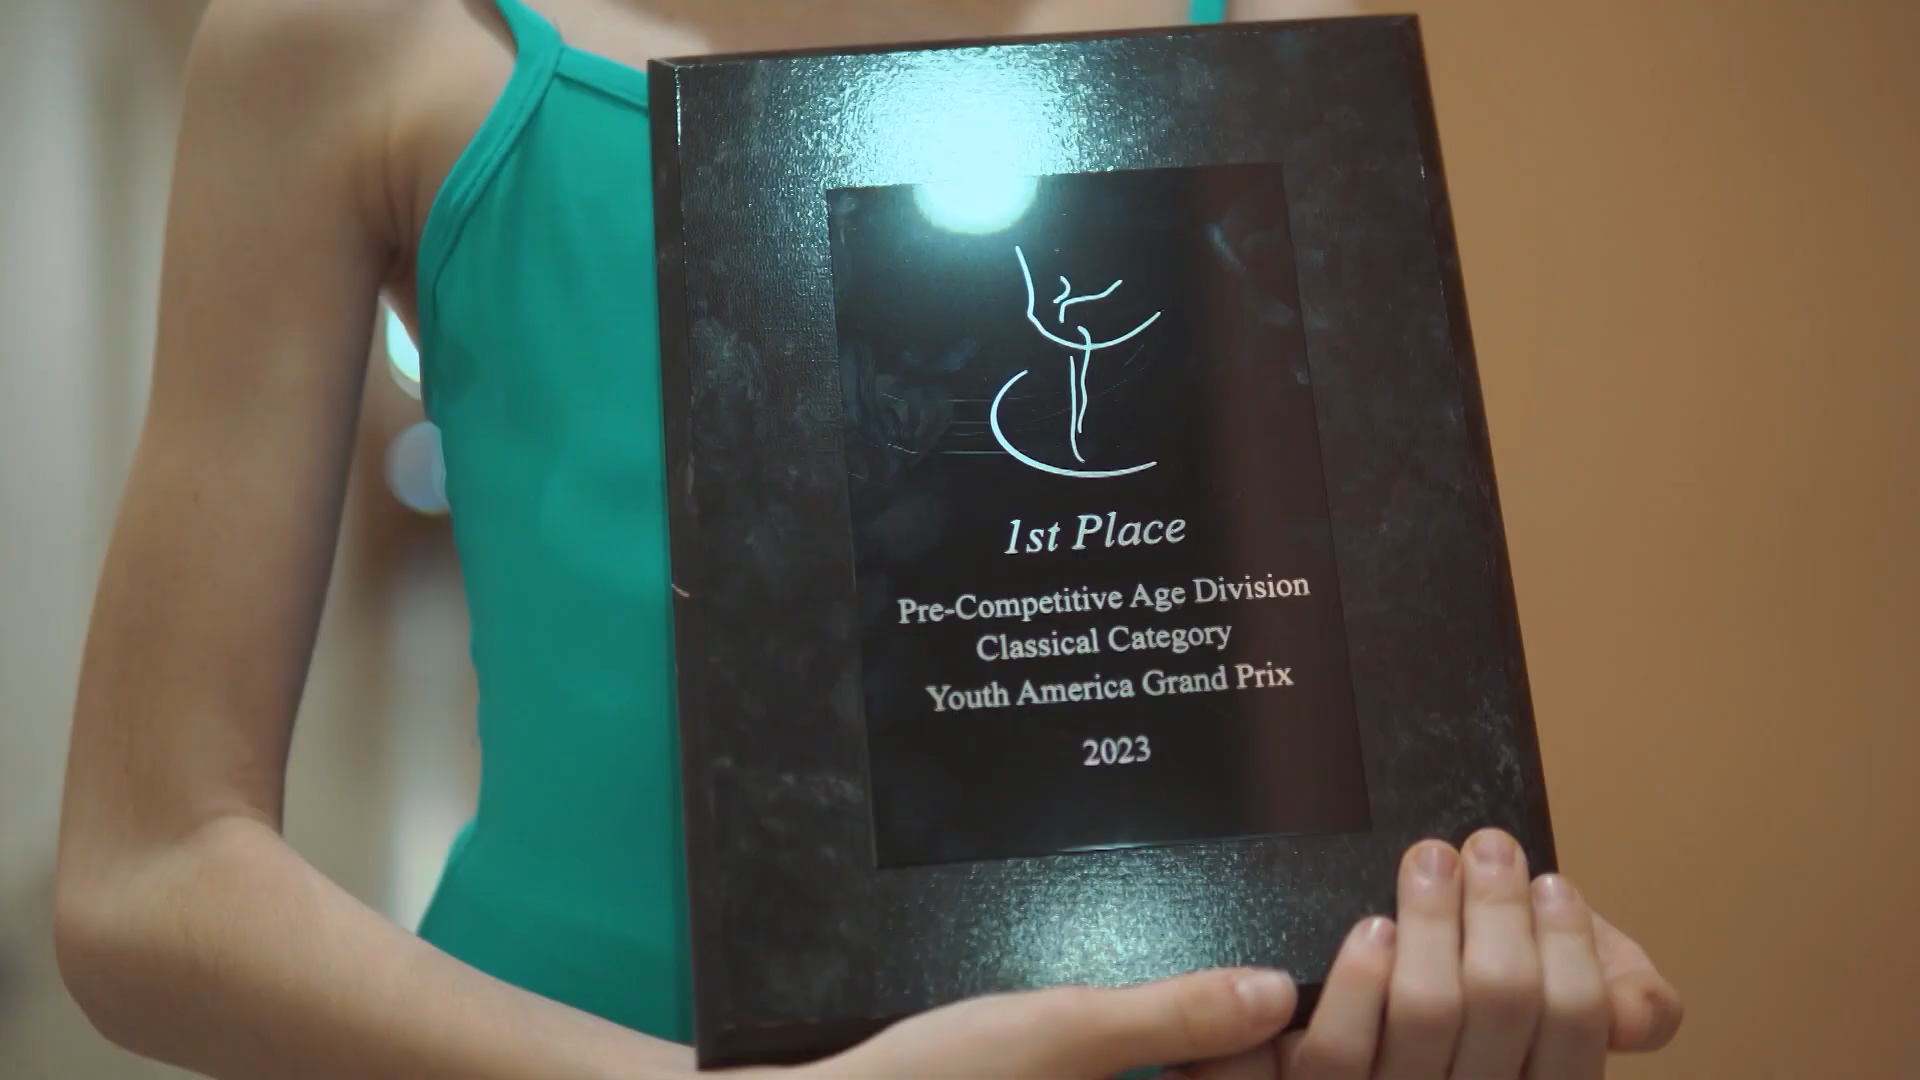 1st Place
Pre-Competitive Age Division
Classical Category
Youth America Grand Prix
2023